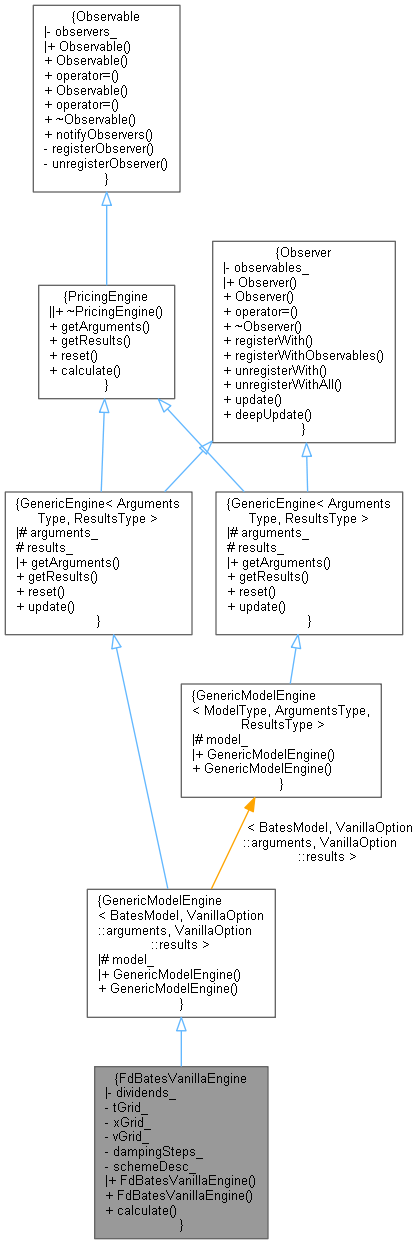 {Observable
|- observers_
|+ Observable()
+ Observable()
+ operator=()
+ Observable()
+ operator=()
+ ~Observable()
+ notifyObservers()
- registerObserver()
- unregisterObserver()
}
{Observer
|- observables_
|+ Observer()
+ Observer()
+ operator=()
+ ~Observer()
+ registerWith()
+ registerWithObservables()
+ unregisterWith()
+ unregisterWithAll()
+ update()
+ deepUpdate()
}
{PricingEngine
||+ ~PricingEngine()
+ getArguments()
+ getResults()
+ reset()
+ calculate()
}
{GenericEngine< Arguments
Type, ResultsType >
|# arguments_
# results_
|+ getArguments()
+ getResults()
+ reset()
+ update()
}
{GenericEngine< Arguments
Type, ResultsType >
|# arguments_
# results_
|+ getArguments()
+ getResults()
+ reset()
+ update()
}
{GenericModelEngine
< ModelType, ArgumentsType,
ResultsType >
|# model_
|+ GenericModelEngine()
+ GenericModelEngine()
}
< BatesModel, VanillaOption
::arguments, VanillaOption
::results >
{GenericModelEngine
< BatesModel, VanillaOption
::arguments, VanillaOption
::results >
|# model_
|+ GenericModelEngine()
+ GenericModelEngine()
}
{FdBatesVanillaEngine
|- dividends_
- tGrid_
- xGrid_
- vGrid_
- dampingSteps_
- schemeDesc_
|+ FdBatesVanillaEngine()
+ FdBatesVanillaEngine()
+ calculate()
}